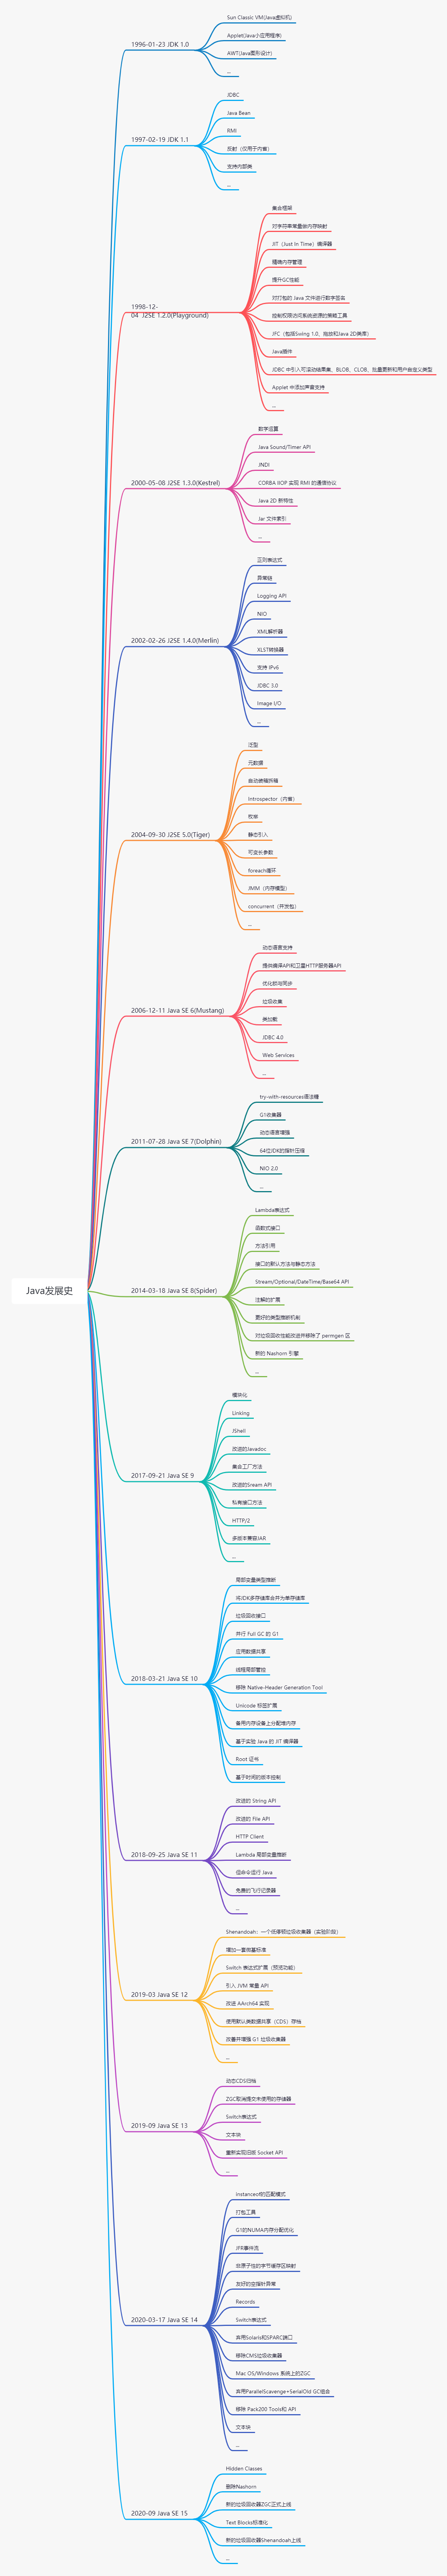 Java发展史
1996-01-23 JDK 1.0
Sun Classic VM(Java虚拟机)
Applet(Java小应用程序)
AWT(Java图形设计)
...
1997-02-19 JDK 1.1
JDBC
Java Bean
RMI
反射（仅用于内省）
支持内部类
...
1998-12-
04 J2SE 1.2.0(Playground)
集合框架
对字符串常量做内存映射
JIT（Just In Time）编译器
精确内存管理
提升GC性能
对打包的 Java 文件进行数字签名
控制权限访问系统资源的策略工具
JFC（包括Swing 1.0、拖放和Java 2D类库）
Java插件
JDBC 中引入可滚动结果集、BLOB、CLOB、批量更新和用户自定义类型
Applet 中添加声音支持
...
2000-05-08 J2SE 1.3.0(Kestrel)
数学运算
Java Sound/Timer API
JNDI
CORBA IIOP 实现 RMI 的通信协议
Java 2D 新特性
Jar 文件索引
...
2002-02-26 J2SE 1.4.0(Merlin)
正则表达式
异常链
Logging API
NIO
XML解析器
XLST转换器
支持 IPv6
JDBC 3.0
Image I/O
...
2004-09-30 J2SE 5.0(Tiger)
泛型
元数据
自动装箱拆箱
Introspector（内省）
枚举
静态引入
可变长参数
foreach循环
JMM（内存模型）
concurrent（并发包）
...
2006-12-11 Java SE 6(Mustang)
动态语言支持
提供编译API和卫星HTTP服务器API
优化锁与同步
垃圾收集
类加载
JDBC 4.0
Web Services
...
2011-07-28 Java SE 7(Dolphin)
try-with-resources语法糖
G1收集器
动态语言增强
64位JDK的指针压缩
NIO 2.0
...
2014-03-18 Java SE 8(Spider)
Lambda表达式
函数式接口
方法引用
接口的默认方法与静态方法
Stream/Optional/DateTime/Base64 API
注解的扩展
更好的类型推断机制
对垃圾回收性能改进并移除了 permgen 区
新的 Nashorn 引擎
...
2017-09-21 Java SE 9
模块化
Linking
JShell
改进的Javadoc
集合工厂方法
改进的Sream API
私有接口方法
HTTP/2
多版本兼容JAR
...
2018-03-21 Java SE 10
局部变量类型推断
将JDK多存储库合并为单存储库
垃圾回收接口
并行 Full GC 的 G1
应用数据共享
线程局部管控
移除 Native-Header Generation Tool
Unicode 标签扩展
备用内存设备上分配堆内存
基于实验 Java 的 JIT 编译器
Root 证书
基于时间的版本控制
2018-09-25 Java SE 11
改进的 String API
改进的 File API
HTTP Client
Lambda 局部变量推断
但命令运行 Java
免费的飞行记录器
...
2019-03 Java SE 12
Shenandoah：一个低停顿垃圾收集器（实验阶段）
增加一套微基标准
Switch 表达式扩展（预览功能）
引入 JVM 常量 API
改进 AArch64 实现
使用默认类数据共享（CDS）存档
改善并增强 G1 垃圾收集器
...
2019-09 Java SE 13
动态CDS归档
ZGC取消提交未使用的存储器
Switch表达式
文本块
重新实现旧版 Socket API
...
2020-03-17 Java SE 14
instanceof的匹配模式
打包工具
G1的NUMA内存分配优化
JFR事件流
非原子性的字节缓存区映射
友好的空指针异常
Records
Switch表达式
弃用Solaris和SPARC端口
移除CMS垃圾收集器
Mac OS/Windows 系统上的ZGC
弃用ParallelScavenge+SerialOld GC组合
移除 Pack200 Tools和 API
文本块
...
2020-09 Java SE 15
Hidden Classes
删除Nashorn
新的垃圾回收器ZGC正式上线
Text Blocks标准化
新的垃圾回收器Shenandoah上线
...